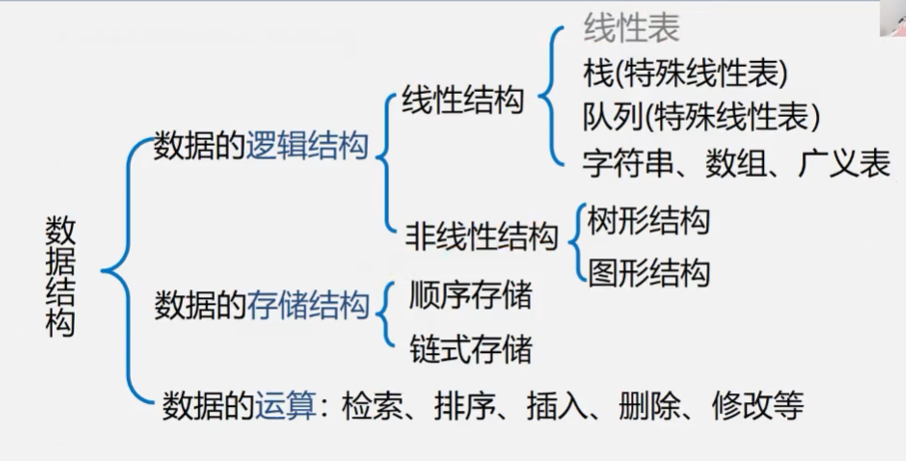 数据结构
数据的逻辑结构
线性结构
线性表
栈(特殊线性表)
队列(特殊线性表)
字符串、数组、广义表
非线性结构
树形结构
图形结构
数据的存储结构
顺序存储
链式存储
数据的运算：检索、排序、插入、删除、修改等